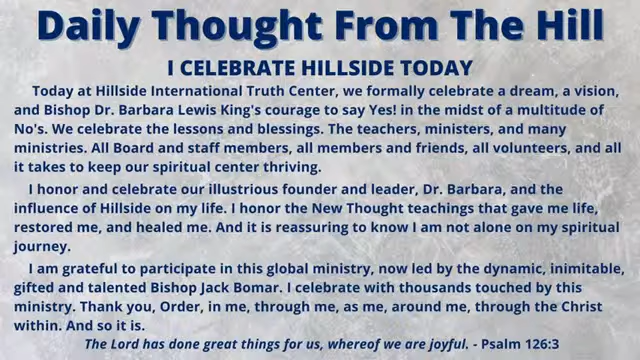 Daily Thought From The Hill
I CELEBRATE HILLSIDE TODAY
Today at Hillside International Truth Center, we formally celebrate a dream, a vision,
and Bishop Dr. Barbara Lewis King's courage to say Yes! in the midst of a multitude of
No's. We celebrate the lessons and blessings. The teachers, ministers, and many
ministries. All Board and staff members, all members and friends, all volunteers, and all
it takes to keep our spiritual center thriving.
I honor and celebrate our illustrious founder and leader, Dr. Barbara, and the
influence of Hillside on my life. I honor the New Thought teachings that gave me life,
restored me, and healed me. And it is reassuring to know I am not alone on my spiritual
journey.
I am grateful to participate in this global ministry, now led by the dynamic, inimitable,
gifted and talented Bishop Jack Bomar. I celebrate with thousands touched by this
ministry. Thank you, Order, in me, through me, as me, around me, through the Christ
within. And so it is.
The Lord has done great things for us, whereof we are joyful. - Psalm 126:3